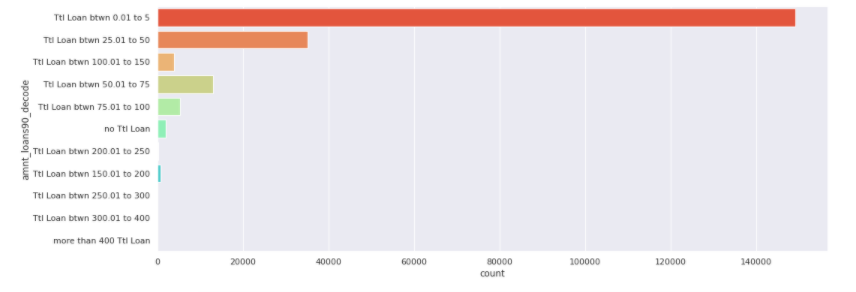 Ttl Loan btwn 0.01 to 5
Ttl Loan btwn 25.01 to 50
Ttl Loan btwn 100.01 to 150
Ttl Loan btwn 50.01 to 75
Ttl Loan btwn 75.01 to 100
no Ttl Loan
Ttl Loan btwn 200.01 to 250
Ttl Loan btwn 150.01 to 200
Ttl Loan btwn 250.01 to 300
Ttl Loan btwn 300.01 to 400
more than 400 Ttl Loan
amnt_loans90_decode
0 20000 40000 60000 80000 100000 120000 140000
count